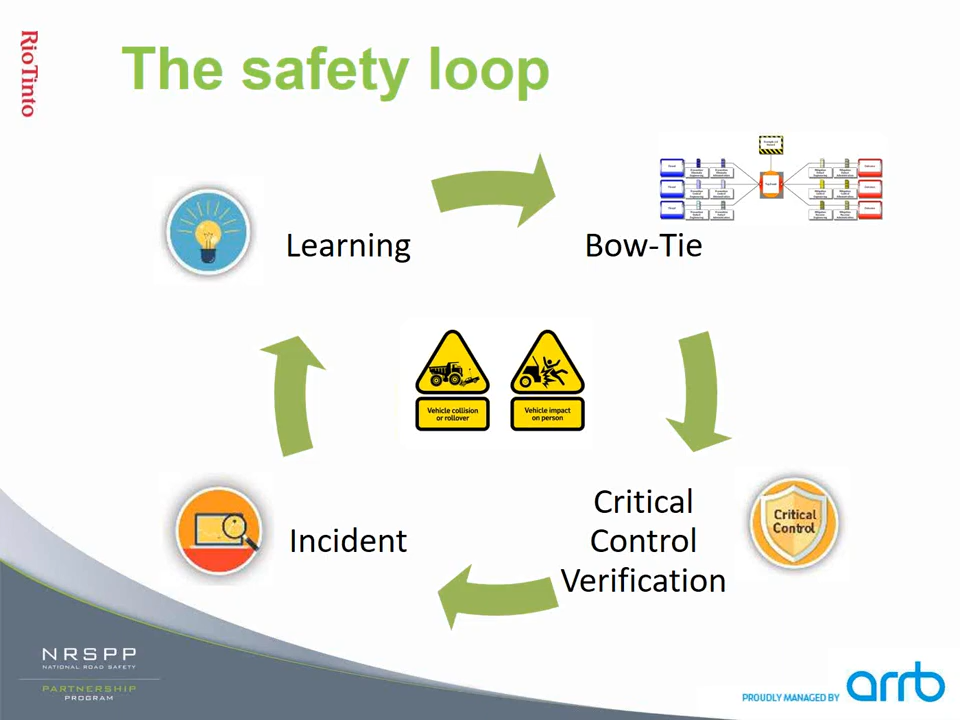 RioTinto
The safety loop
Learning
Bow-Tie
Vehicle collision
or rollover
Vehicle impact
on person
Incident
Critical
Control
Verification
Critical
Control
NRSPP
NATIONAL ROAD SAFETY
PARTNERSHIP
PROGRAM
PROUDLY MANAGED BY
arrb